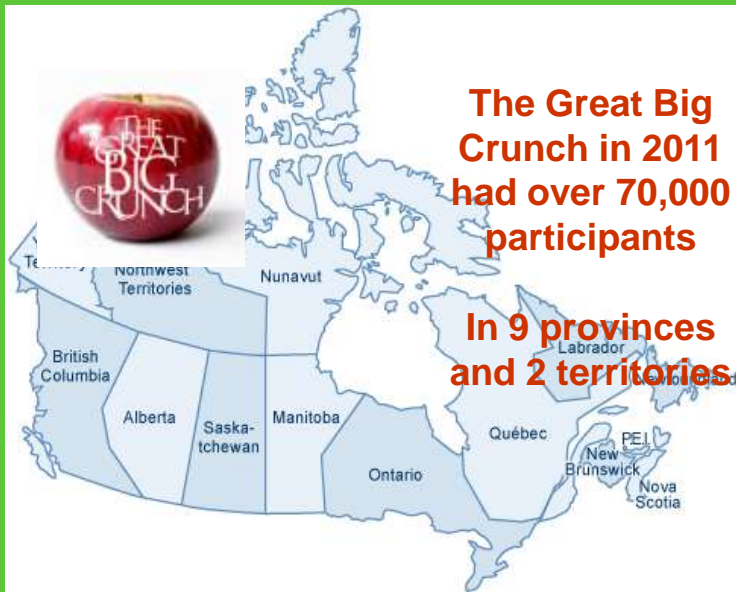 THE
GREAT
BIG
CRUNCH
The Great Big
Crunch in 2011
had over 70,000
participants
In 9 provinces
and 2 territories
Northwest
Territories
Nunavut
British
Columbia
Alberta
Saska-
tchewan
Manitoba
Ontario
Québec
Labrador
Newfoundland
P.E.I.
New
Brunswick
Nova
Scotia